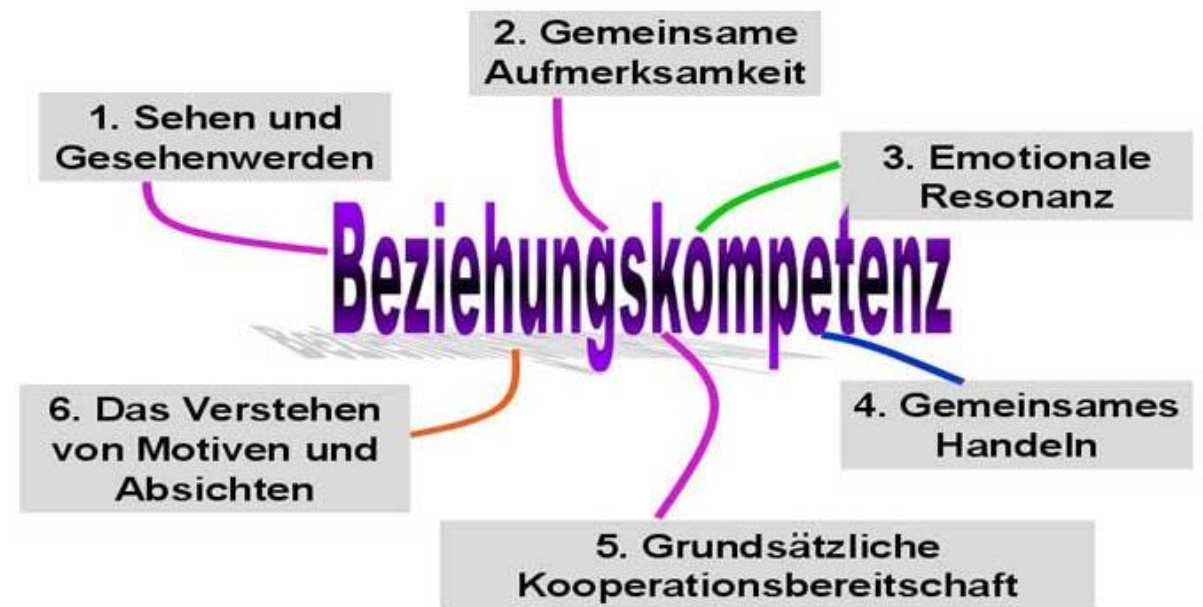 2. Gemeinsame
Aufmerksamkeit
1. Sehen und
Gesehenwerden
3. Emotionale
Resonanz
Beziehungskompetenz
6. Das Verstehen
von Motiven und
Absichten
4. Gemeinsames
Handeln
5. Grundsätzliche
Kooperationsbereitschaft